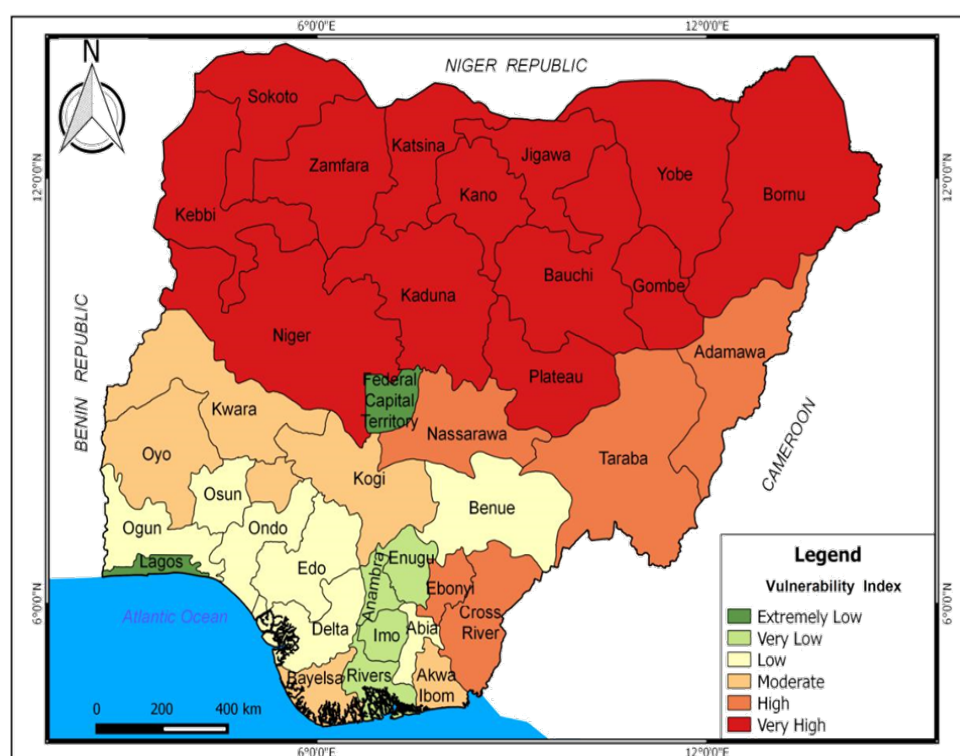 6°0'0"E
12°0'0"E
N
NIGER REPUBLIC
Sokoto
Katsina
Jigawa
Zamfara
Yobe
Kano
Bornu
12°0'0"N
12°0'0"N
Kebbi
Bauchi
Gombe
Kaduna
Niger
BENIN REPUBLIC
Adamawa
Plateau
Federal
Capital
Territory
Kwara
Nassarawa
CAMEROON
Oyo
Taraba
Kogi
Osun
Benue
Ogun
Ondo
Lagos
Edo
Anambra
Enugu
Ebonyi
6°0'0"N
6°0'0"N
Atlantic Ocean
Cross
River
Delta
Imo
Abia
Bayelsa
Rivers
Akwa
Ibom
0 200 400 km
Legend
Vulnerability Index
Extremely Low
Very Low
Low
Moderate
High
Very High
6°0'0"E
12°0'0"E